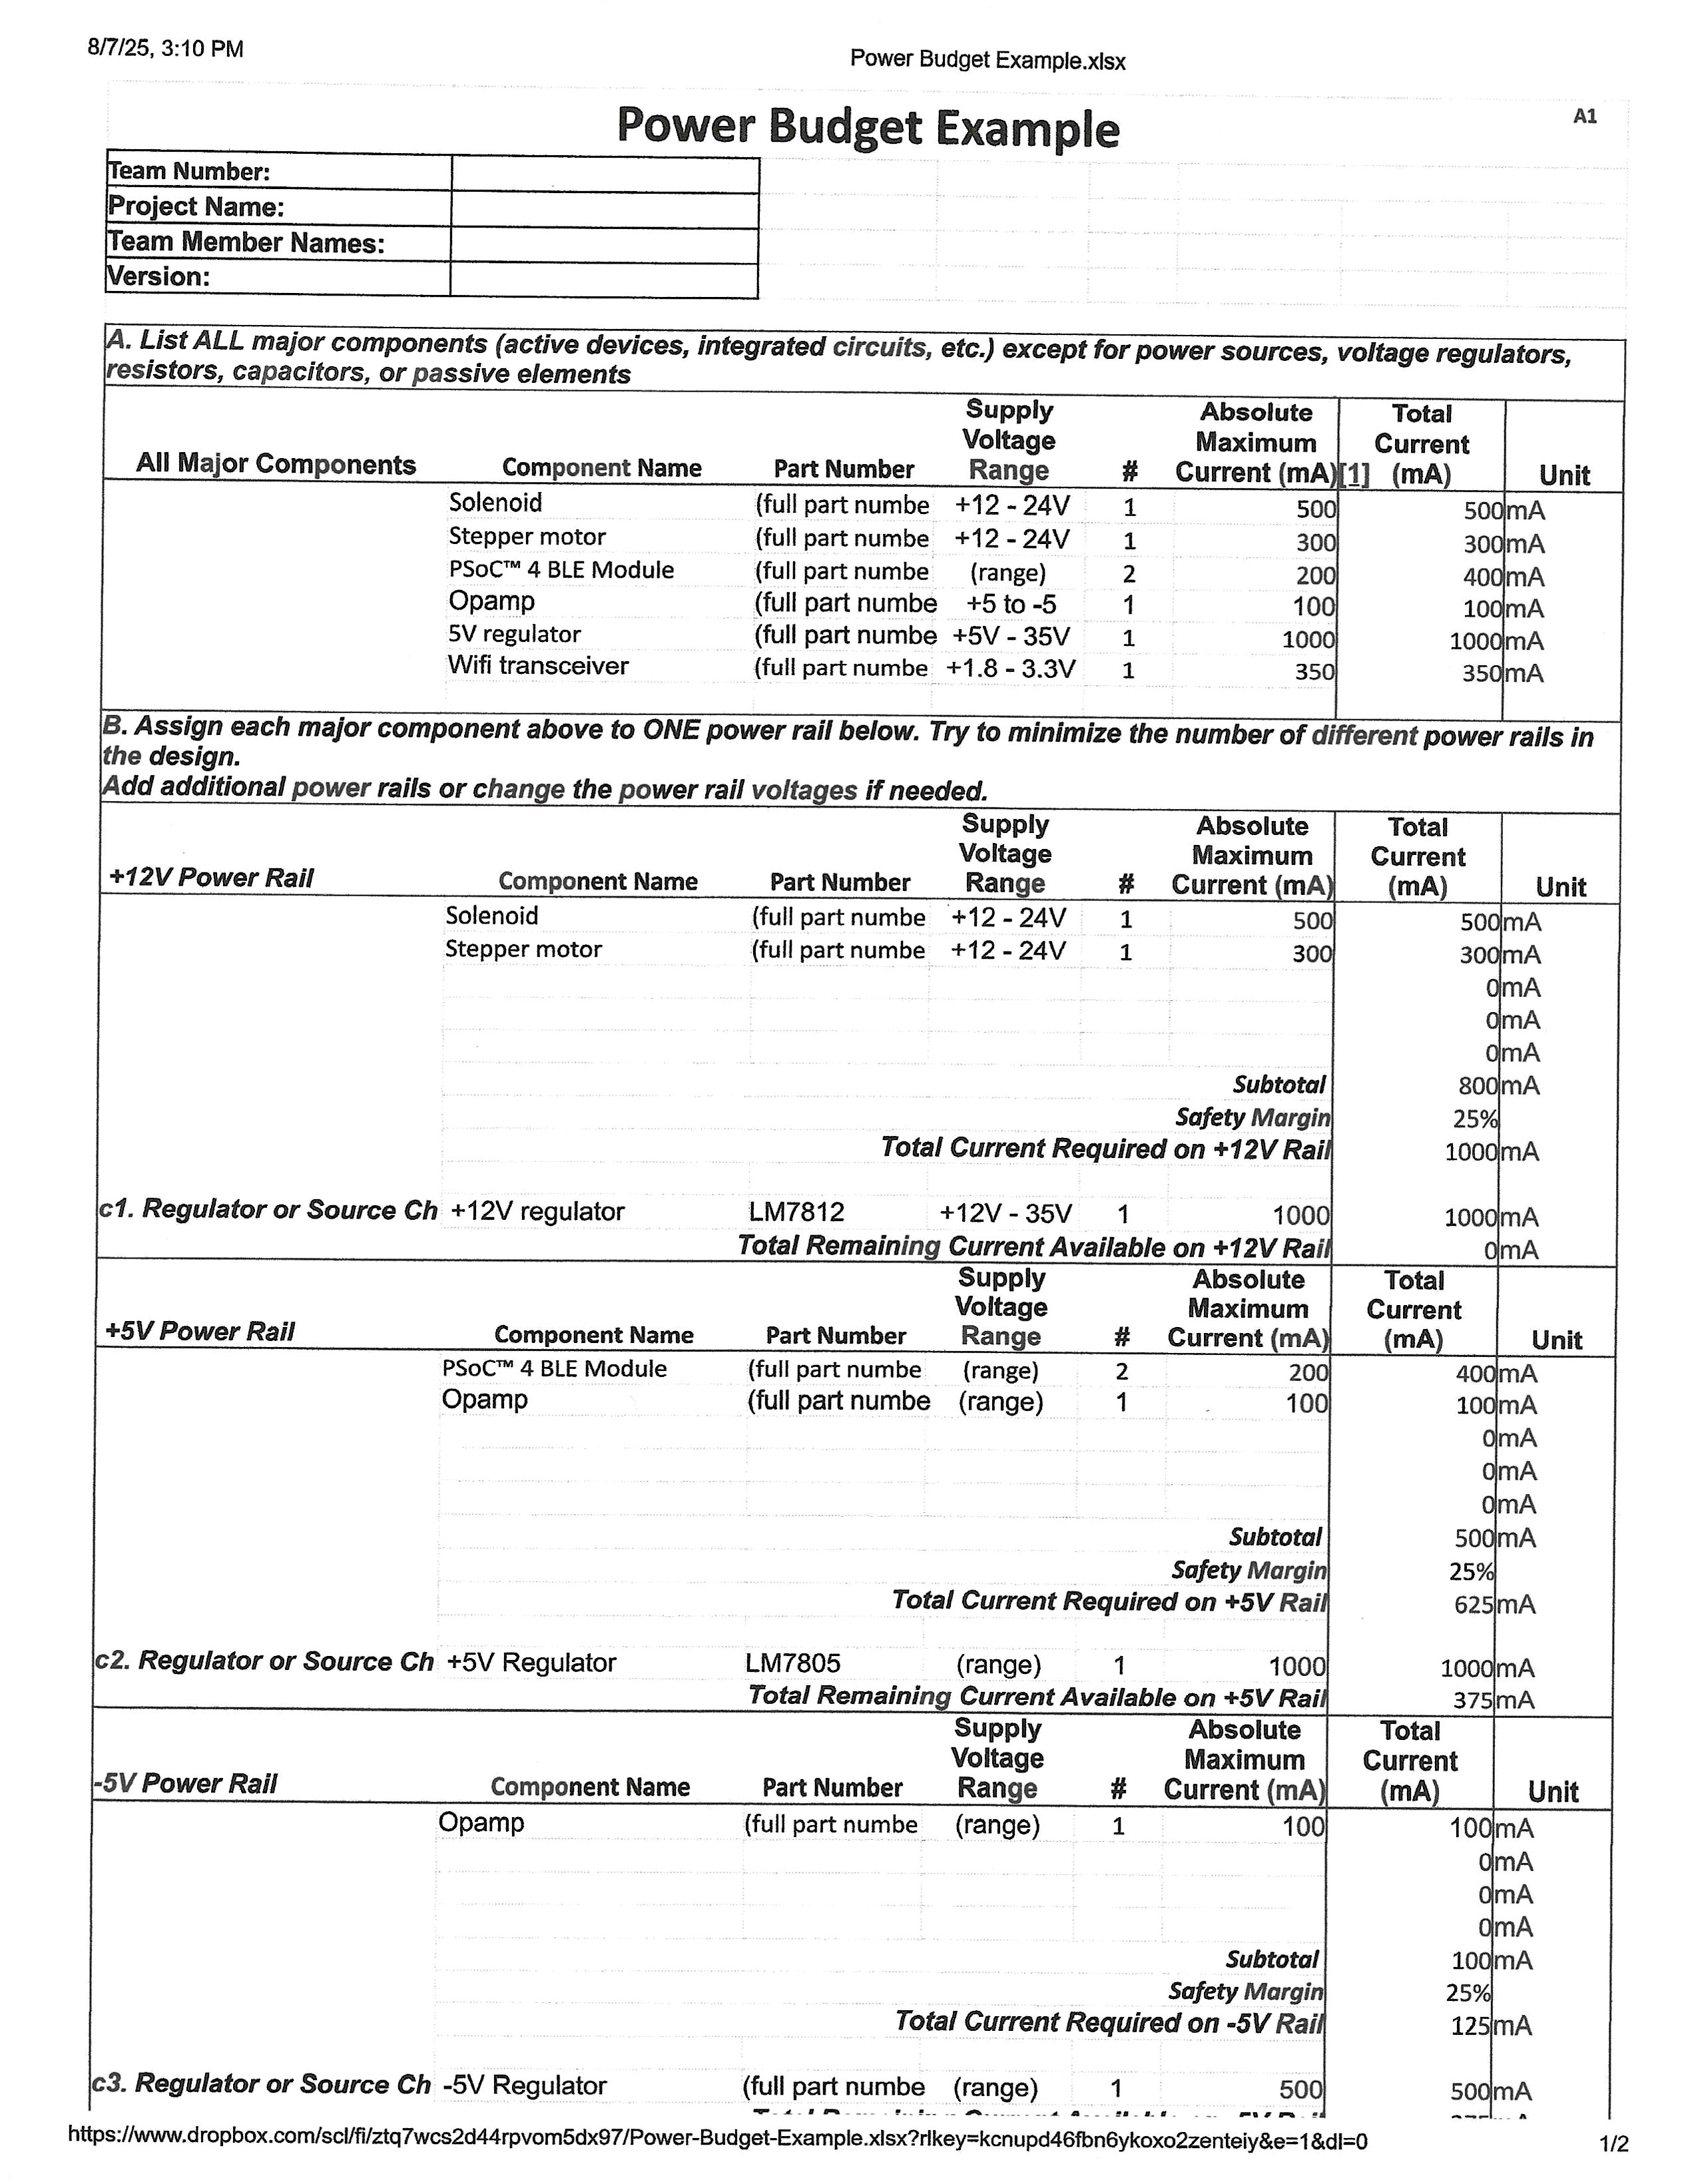 8/7/25, 3:10 PM Power Budget Example.xlsx
Power Budget Example A1
Team Number:
Project Name:
Team Member Names:
Version:
A. List ALL major components (active devices, integrated circuits, etc.) except for power sources, voltage regulators,
resistors, capacitors, or passive elements
All Major Components Component Name Part Number Supply Voltage Range # Absolute Maximum Current (mA)[1] Total Current (mA) Unit
Solenoid (full part numbe +12 - 24V 1 500 500 mA
Stepper motor (full part numbe +12 - 24V 1 300 300 mA
PSoC™ 4 BLE Module (full part numbe (range) 2 200 400 mA
Opamp (full part numbe +5 to -5 1 100 100 mA
5V regulator (full part numbe +5V - 35V 1 1000 1000 mA
Wifi transceiver (full part numbe +1.8 - 3.3V 1 350 350 mA
B. Assign each major component above to ONE power rail below. Try to minimize the number of different power rails in
the design.
Add additional power rails or change the power rail voltages if needed.
+12V Power Rail Component Name Part Number Supply Voltage Range # Absolute Maximum Current (mA) Total Current (mA) Unit
Solenoid (full part numbe +12 - 24V 1 500 500 mA
Stepper motor (full part numbe +12 - 24V 1 300 300 mA
0 mA
0 mA
0 mA
Subtotal 800 mA
Safety Margin 25%
Total Current Required on +12V Rail 1000 mA
c1. Regulator or Source Ch +12V regulator LM7812 +12V - 35V 1 1000 1000 mA
Total Remaining Current Available on +12V Rail 0 mA
+5V Power Rail Component Name Part Number Supply Voltage Range # Absolute Maximum Current (mA) Total Current (mA) Unit
PSoC™ 4 BLE Module (full part numbe (range) 2 200 400 mA
Opamp (full part numbe (range) 1 100 100 mA
0 mA
0 mA
0 mA
Subtotal 500 mA
Safety Margin 25%
Total Current Required on +5V Rail 625 mA
c2. Regulator or Source Ch +5V Regulator LM7805 (range) 1 1000 1000 mA
Total Remaining Current Available on +5V Rail 375 mA
-5V Power Rail Component Name Part Number Supply Voltage Range # Absolute Maximum Current (mA) Total Current (mA) Unit
Opamp (full part numbe (range) 1 100 100 mA
0 mA
0 mA
0 mA
Subtotal 100 mA
Safety Margin 25%
Total Current Required on -5V Rail 125 mA
c3. Regulator or Source Ch -5V Regulator (full part numbe (range) 1 500 500 mA
https://www.dropbox.com/scl/fi/ztq7wcs2d44rpvom5dx97/Power-Budget-Example.xlsx?rlkey=kcnupd46fbn6ykoxo2zenteiy&e=1&dl=0 1/2